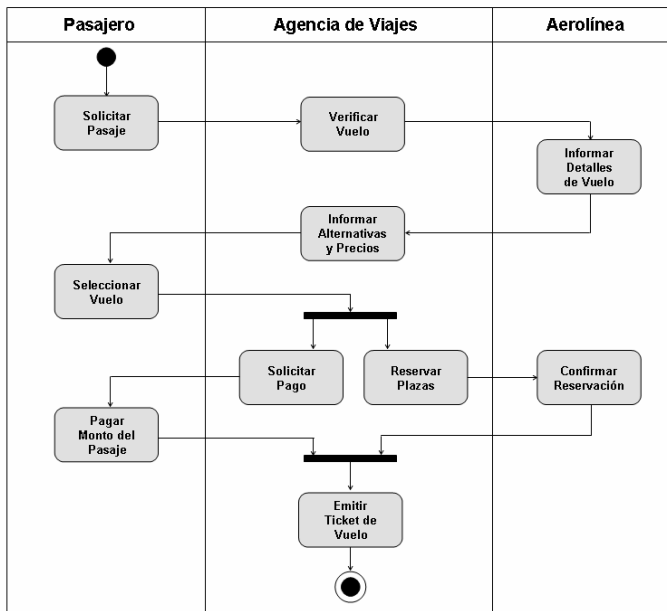 Pasajero
Agencia de Viajes
Aerolínea
Solicitar
Pasaje
Verificar
Vuelo
Informar
Detalles
de Vuelo
Informar
Alternativas
y Precios
Seleccionar
Vuelo
Solicitar
Pago
Reservar
Plazas
Confirmar
Reservación
Pagar
Monto del
Pasaje
Emitir
Ticket de
Vuelo